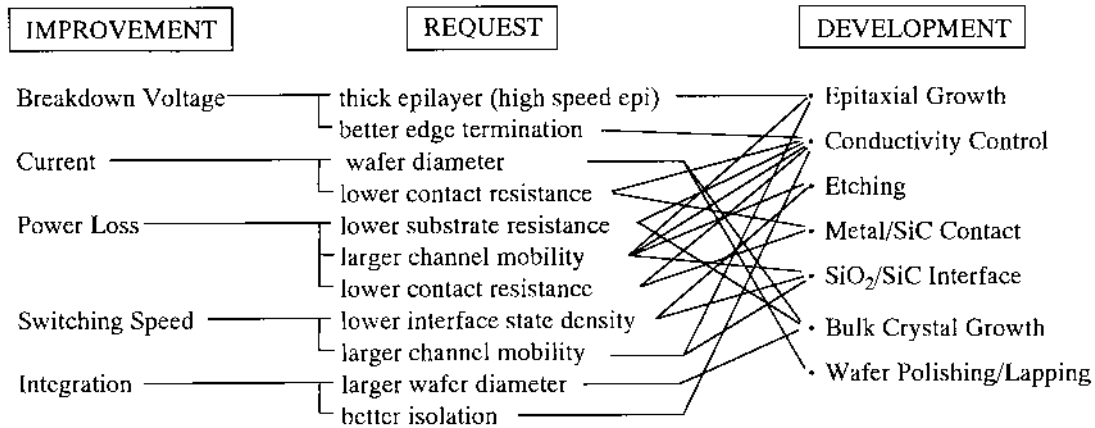 IMPROVEMENT REQUEST DEVELOPMENT
Breakdown Voltage thick epilayer (high speed epi) • Epitaxial Growth
better edge termination • Conductivity Control
Current wafer diameter
lower contact resistance • Etching
Power Loss lower substrate resistance • Metal/SiC Contact
larger channel mobility
lower contact resistance • SiO₂/SiC Interface
Switching Speed lower interface state density • Bulk Crystal Growth
larger channel mobility
Integration larger wafer diameter • Wafer Polishing/Lapping
better isolation